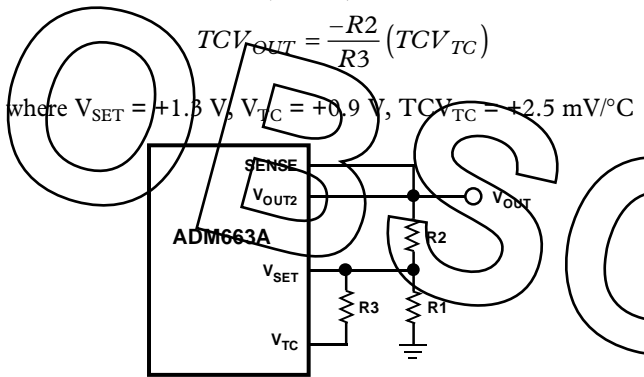 TCV_OUT = -R2/R3 (TCV_TC)
where V_SET = +1.3 V, V_TC = +0.9 V, TCV_TC = +2.5 mV/°C
SENSE
V_OUT2
V_OUT
ADM663A
R2
V_SET
R3
R1
V_TC
OBSO